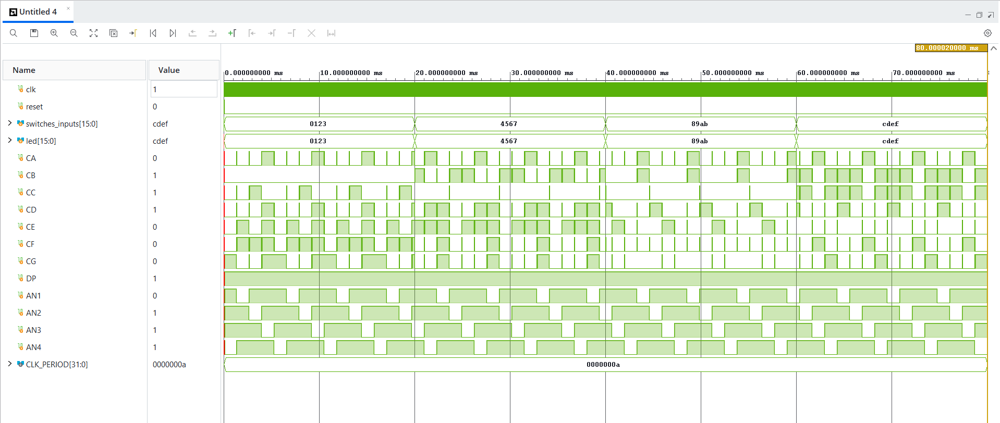 Untitled 4
80.000020000 ms
Name Value
0.000000000 ms 10.000000000 ms 20.000000000 ms 30.000000000 ms 40.000000000 ms 50.000000000 ms 60.000000000 ms 70.000000000 ms
clk 1
reset 0
switches_inputs[15:0] cdef 0123 4567 89ab cdef
led[15:0] cdef 0123 4567 89ab cdef
CA 0
CB 1
CC 1
CD 1
CE 0
CF 0
CG 0
DP 1
AN1 0
AN2 1
AN3 1
AN4 1
CLK_PERIOD[31:0] 0000000a 0000000a